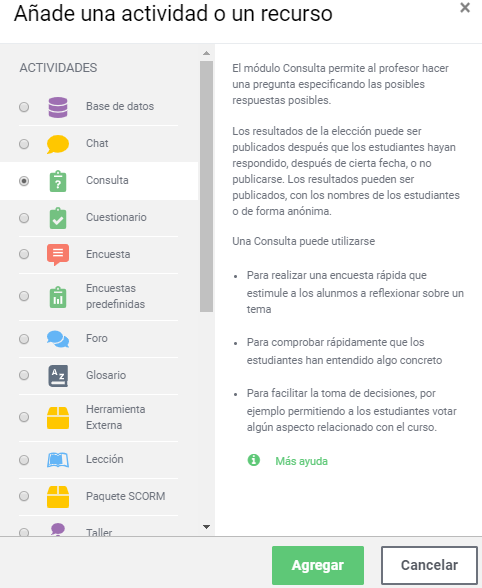 Añade una actividad o un recurso
×
ACTIVIDADES
Base de datos
Chat
Consulta
Cuestionario
Encuesta
Encuestas
predefinidas
Foro
Glosario
Herramienta
Externa
Lección
Paquete SCORM
Taller
El módulo Consulta permite al profesor hacer
una pregunta especificando las posibles
respuestas posibles.
Los resultados de la elección puede ser
publicados después que los estudiantes hayan
respondido, después de cierta fecha, o no
publicarse. Los resultados pueden ser
publicados, con los nombres de los estudiantes
o de forma anónima.
Una Consulta puede utilizarse
• Para realizar una encuesta rápida que
estimule a los alumnos a reflexionar sobre un
tema
• Para comprobar rápidamente que los
estudiantes han entendido algo concreto
• Para facilitar la toma de decisiones, por
ejemplo permitiendo a los estudiantes votar
algún aspecto relacionado con el curso.
Más ayuda
Agregar
Cancelar